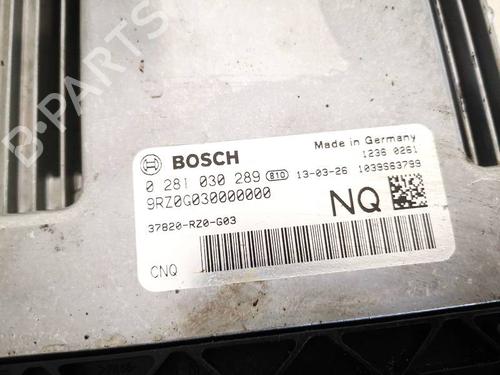 B-PARTS
BOSCH
Made in Germany
1236 0261
0 281 030 289 810 13-03-26 1039S63799
9RZ0G030000000
NQ
37820-RZ0-G03
CNQ